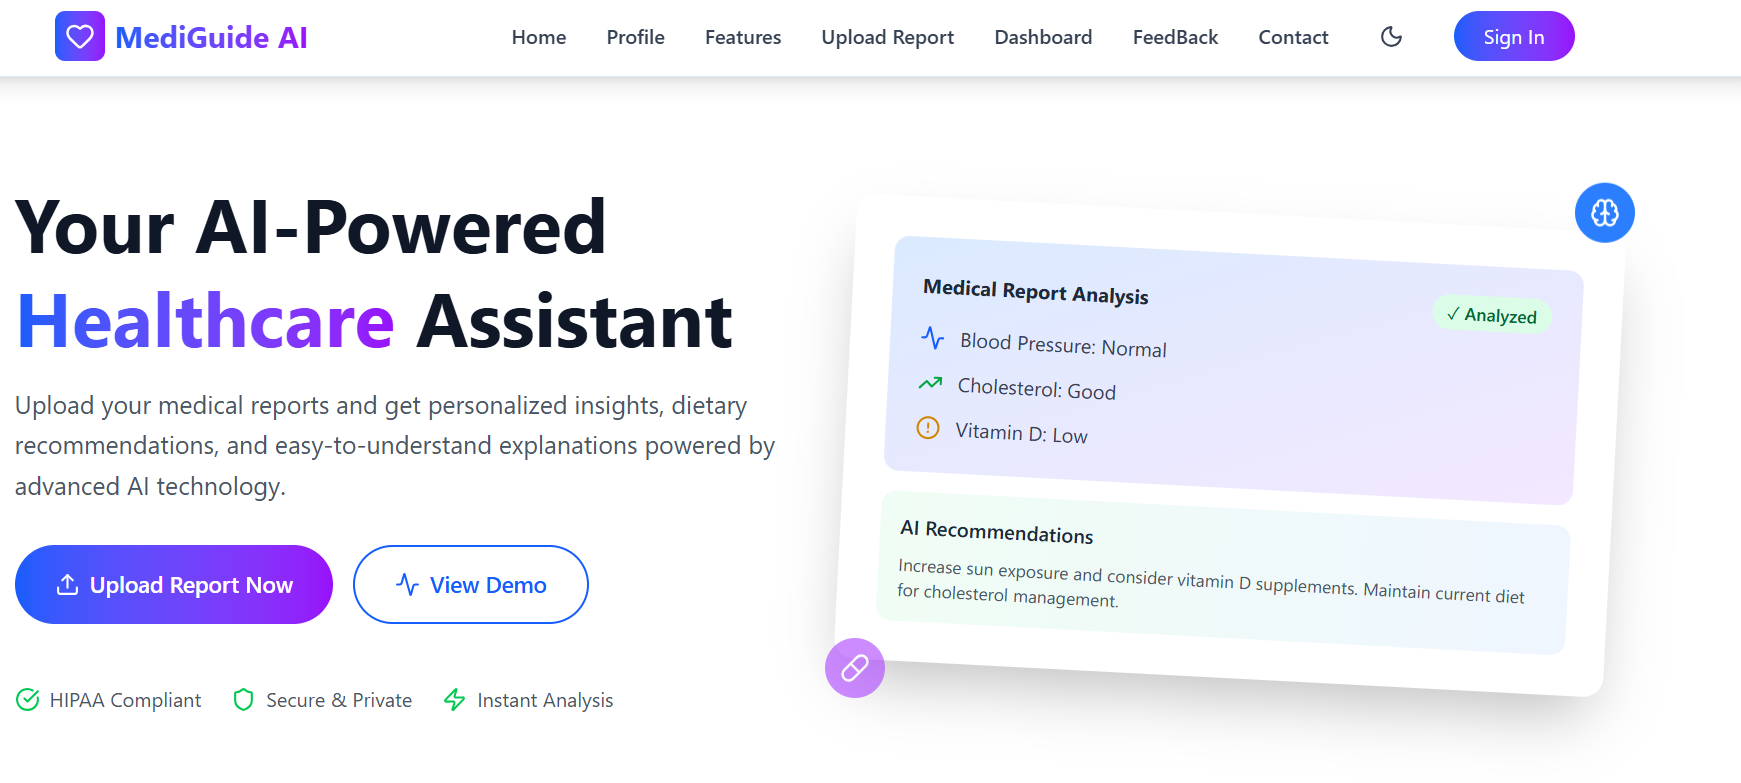 MediGuide AI
Home
Profile
Features
Upload Report
Dashboard
FeedBack
Contact
Sign In
Your AI-Powered
Healthcare Assistant
Upload your medical reports and get personalized insights, dietary
recommendations, and easy-to-understand explanations powered by
advanced AI technology.
Upload Report Now
View Demo
HIPAA Compliant
Secure & Private
Instant Analysis
Medical Report Analysis
✓ Analyzed
Blood Pressure: Normal
Cholesterol: Good
Vitamin D: Low
AI Recommendations
Increase sun exposure and consider vitamin D supplements. Maintain current diet
for cholesterol management.